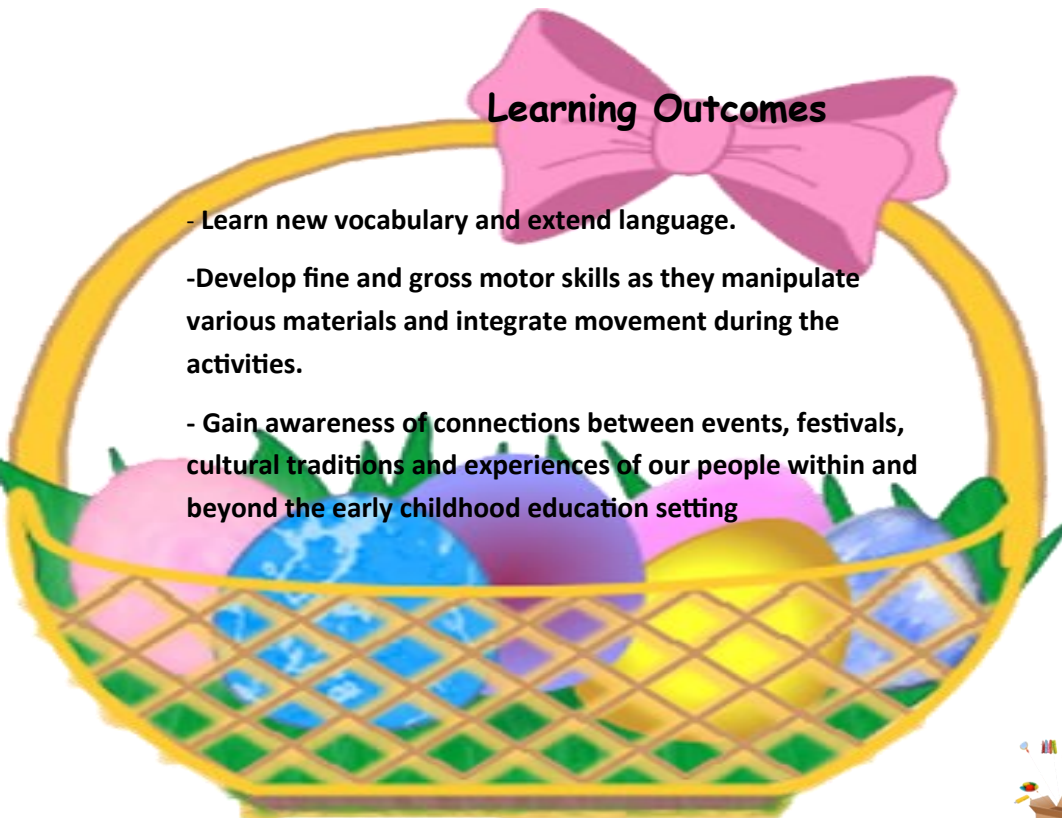 Learning Outcomes
- Learn new vocabulary and extend language.
-Develop fine and gross motor skills as they manipulate
various materials and integrate movement during the
activities.
- Gain awareness of connections between events, festivals,
cultural traditions and experiences of our people within and
beyond the early childhood education setting